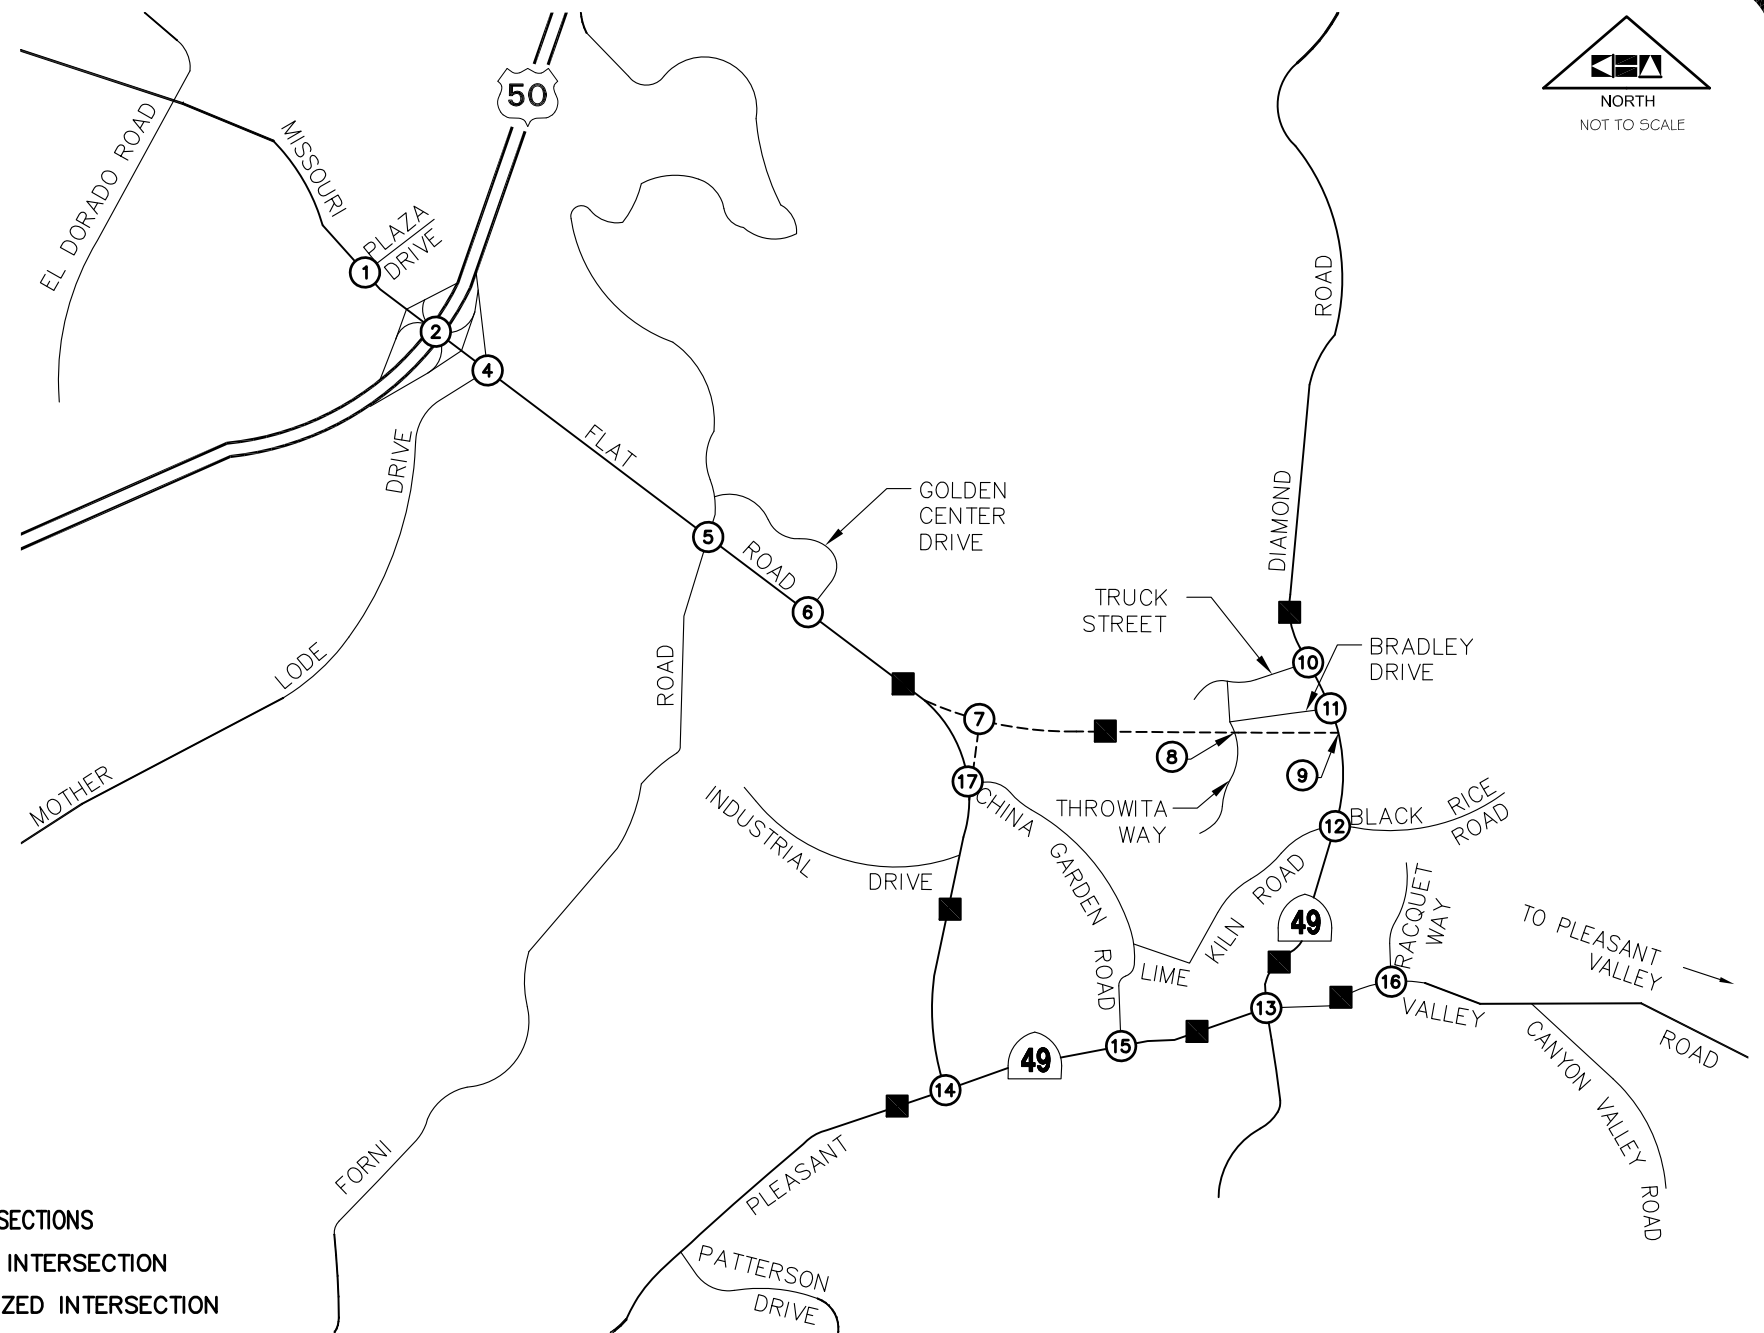 NORTH
NOT TO SCALE
50
EL DORADO ROAD
MISSOURI
PLAZA
DRIVE
1
2
4
FLAT
DRIVE
LODE
MOTHER
5
ROAD
6
GOLDEN
CENTER
DRIVE
ROAD
DIAMOND
ROAD
TRUCK
STREET
BRADLEY
DRIVE
10
11
7
8
9
17
THROWITA
WAY
INDUSTRIAL
DRIVE
CHINA
GARDEN
ROAD
12
BLACK
RICE
ROAD
LIME
KILN
ROAD
49
RACQUET
WAY
TO PLEASANT
VALLEY
16
13
15
49
14
VALLEY
ROAD
CANYON VALLEY ROAD
FORNI
PLEASANT
PATTERSON
DRIVE
SECTIONS
INTERSECTION
ZED INTERSECTION